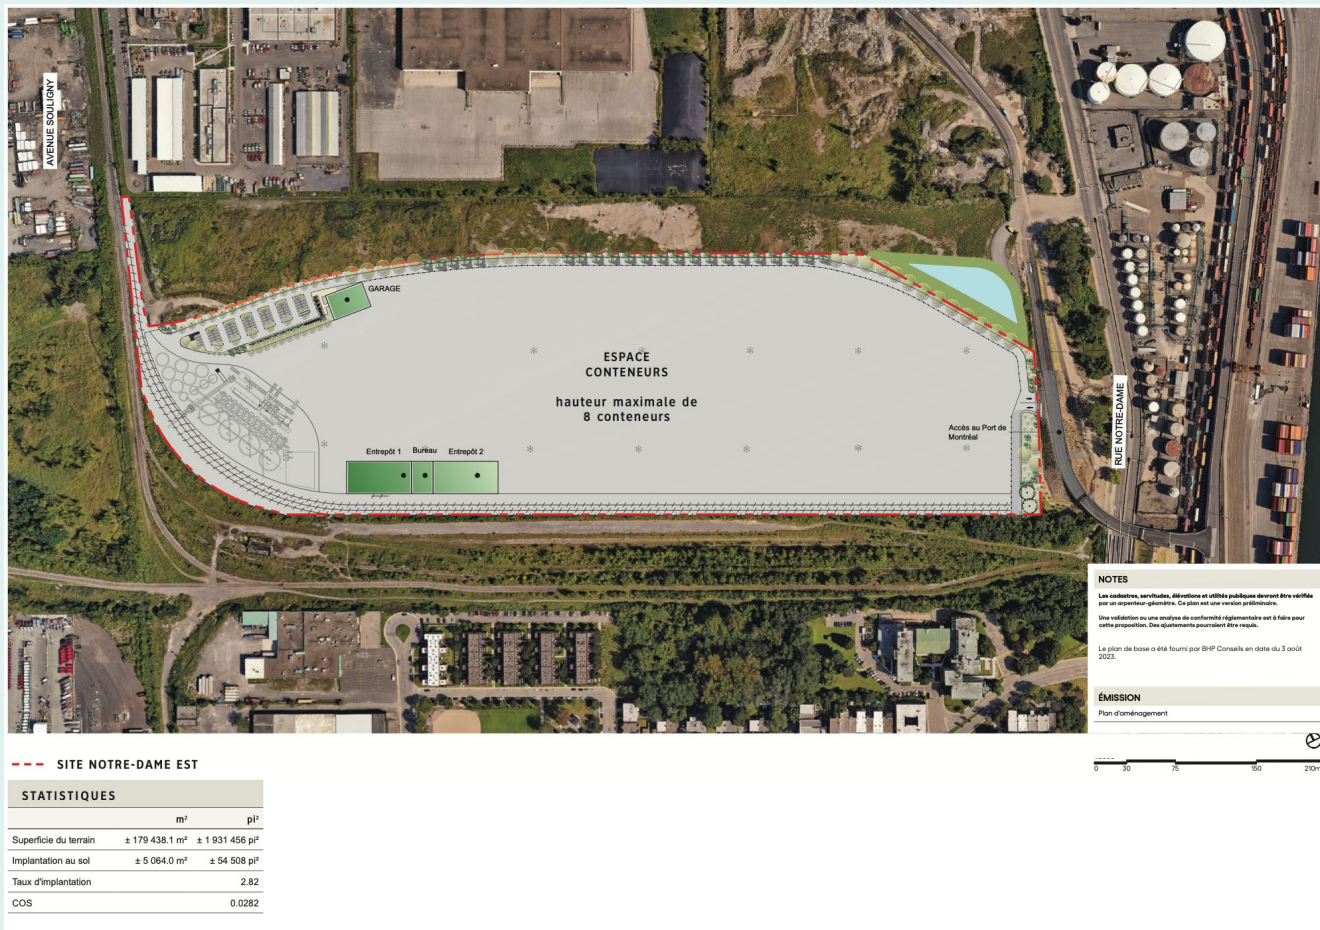 AVENUE SOULIGNY
GARAGE
ESPACE
CONTENEURS
hauteur maximale de
8 conteneurs
Entrepôt 1
Bureau
Entrepôt 2
Accès au Port de
Montréal
RUE NOTRE-DAME
NOTES
Les cadastres, servitudes, élévations et utilités publiques devront être vérifiés
par un arpenteur-géomètre. Ce plan est une version préliminaire.
Une validation ou une analyse de conformité réglementaire est à faire pour
cette proposition. Des ajustements pourraient être requis.
Le plan de base a été fourni par BHP Conseils en date du 3 août
2023.
ÉMISSION
Plan d'aménagement
0 30 75 150 210m
SITE NOTRE-DAME EST
STATISTIQUES
m² pi²
Superficie du terrain ± 179 438.1 m² ± 1 931 456 pi²
Implantation au sol ± 5 064.0 m² ± 54 508 pi²
Taux d'implantation 2.82
COS 0.0282